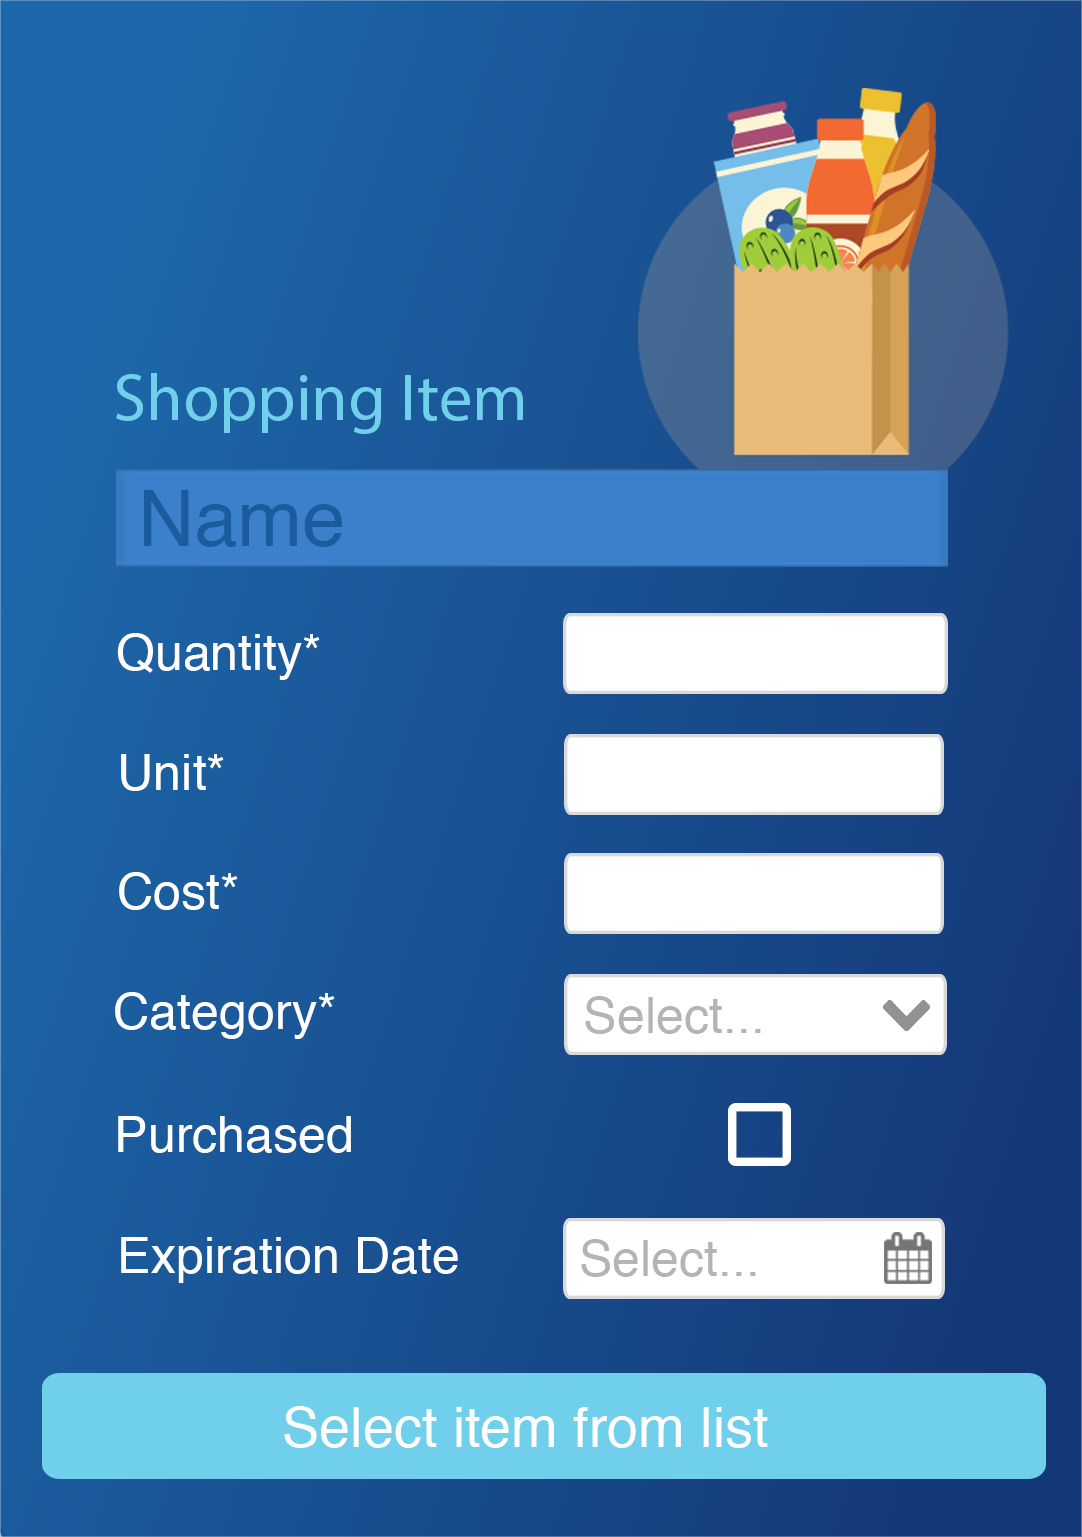 Shopping Item
Name
Quantity*
Unit*
Cost*
Category*
Select...
Purchased
Expiration Date
Select...
Select item from list